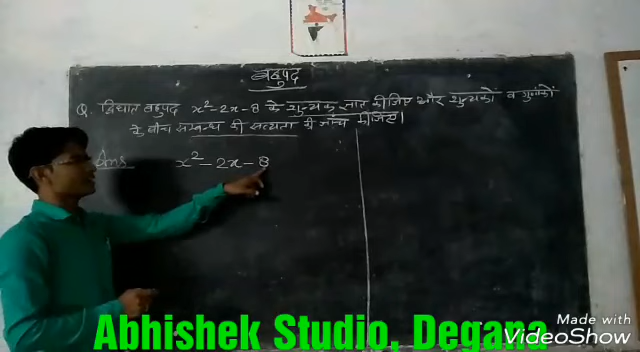 बहुपद
Q. द्विघात बहुपद x²-2x-8 के शून्यक ज्ञात कीजिए और शून्यकों व गुणांकों
के बीच सम्बन्ध की सत्यता की जांच कीजिए।
Ans x²-2x-8
Abhishek Studio, Degana
Made with
VideoShow